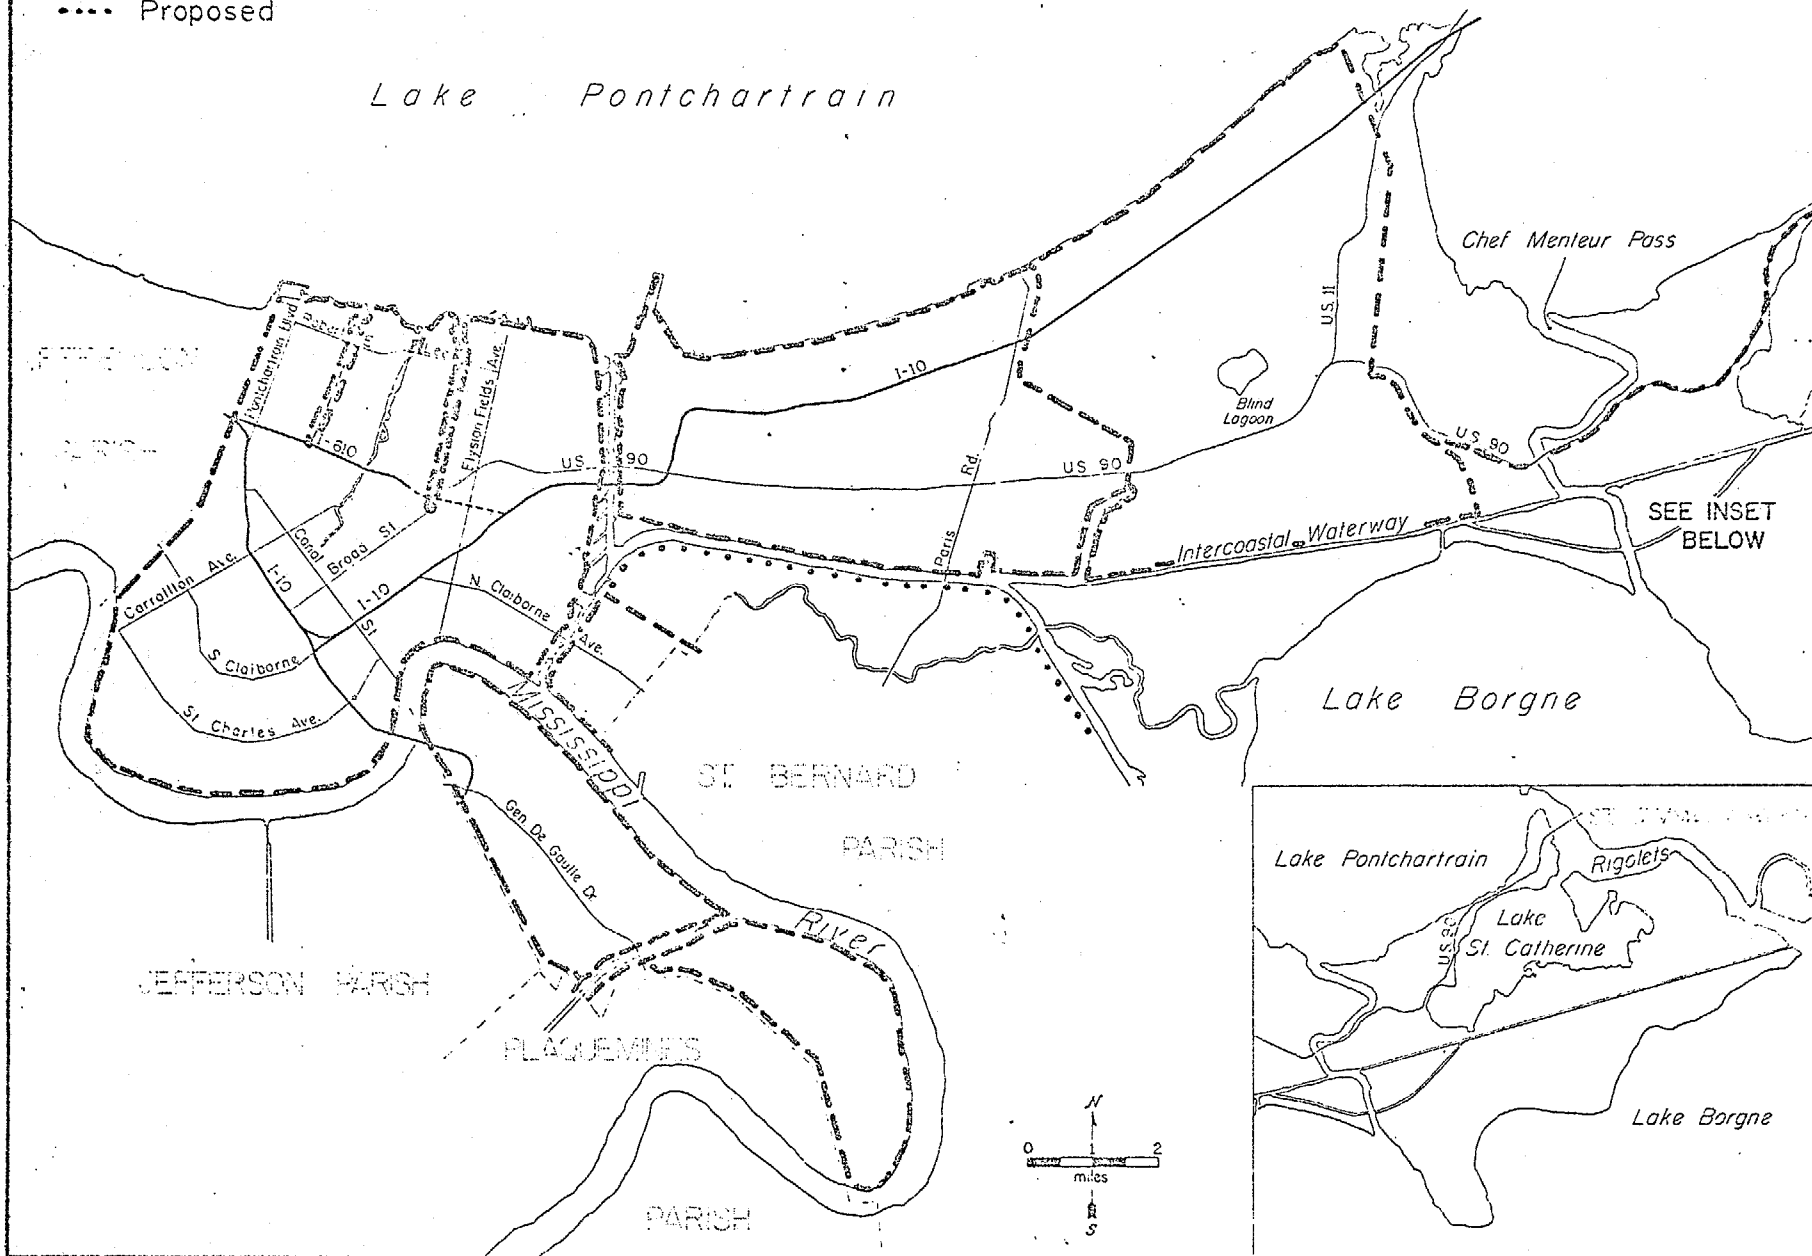 Proposed
Lake Pontchartrain
Chef Menteur Pass
Pontchartrain Blvd.
Elysian Fields Ave.
U.S. 11
I-10
Blind
Lagoon
610
US 90
US 90
U.S. 90
Rd.
Paris
SEE INSET
BELOW
Intercoastal Waterway
Canal
St.
Broad St.
Carrollton Ave.
I-10
I-10
N. Claiborne
Ave.
S. Claiborne
St. Charles Ave.
Mississippi
River
Lake Borgne
ST. BERNARD
PARISH
Gen. De Gaulle Dr.
JEFFERSON PARISH
PLAQUEMINES
PARISH
N
0 1 2
miles
S
Lake Pontchartrain
Rigolets
U.S. 90
Lake
St. Catherine
Lake Borgne